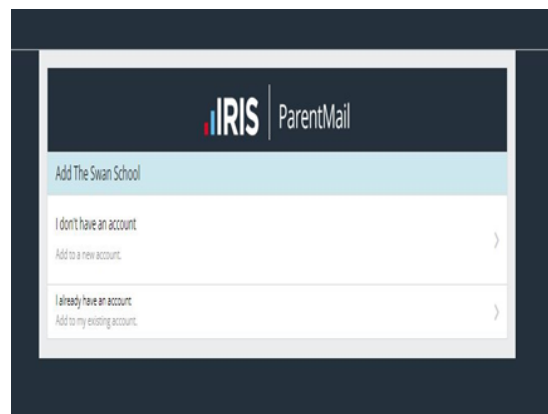 IRIS ParentMail
Add The Swan School
I don't have an account
Add to a new account.
I already have an account
Add to my existing account.